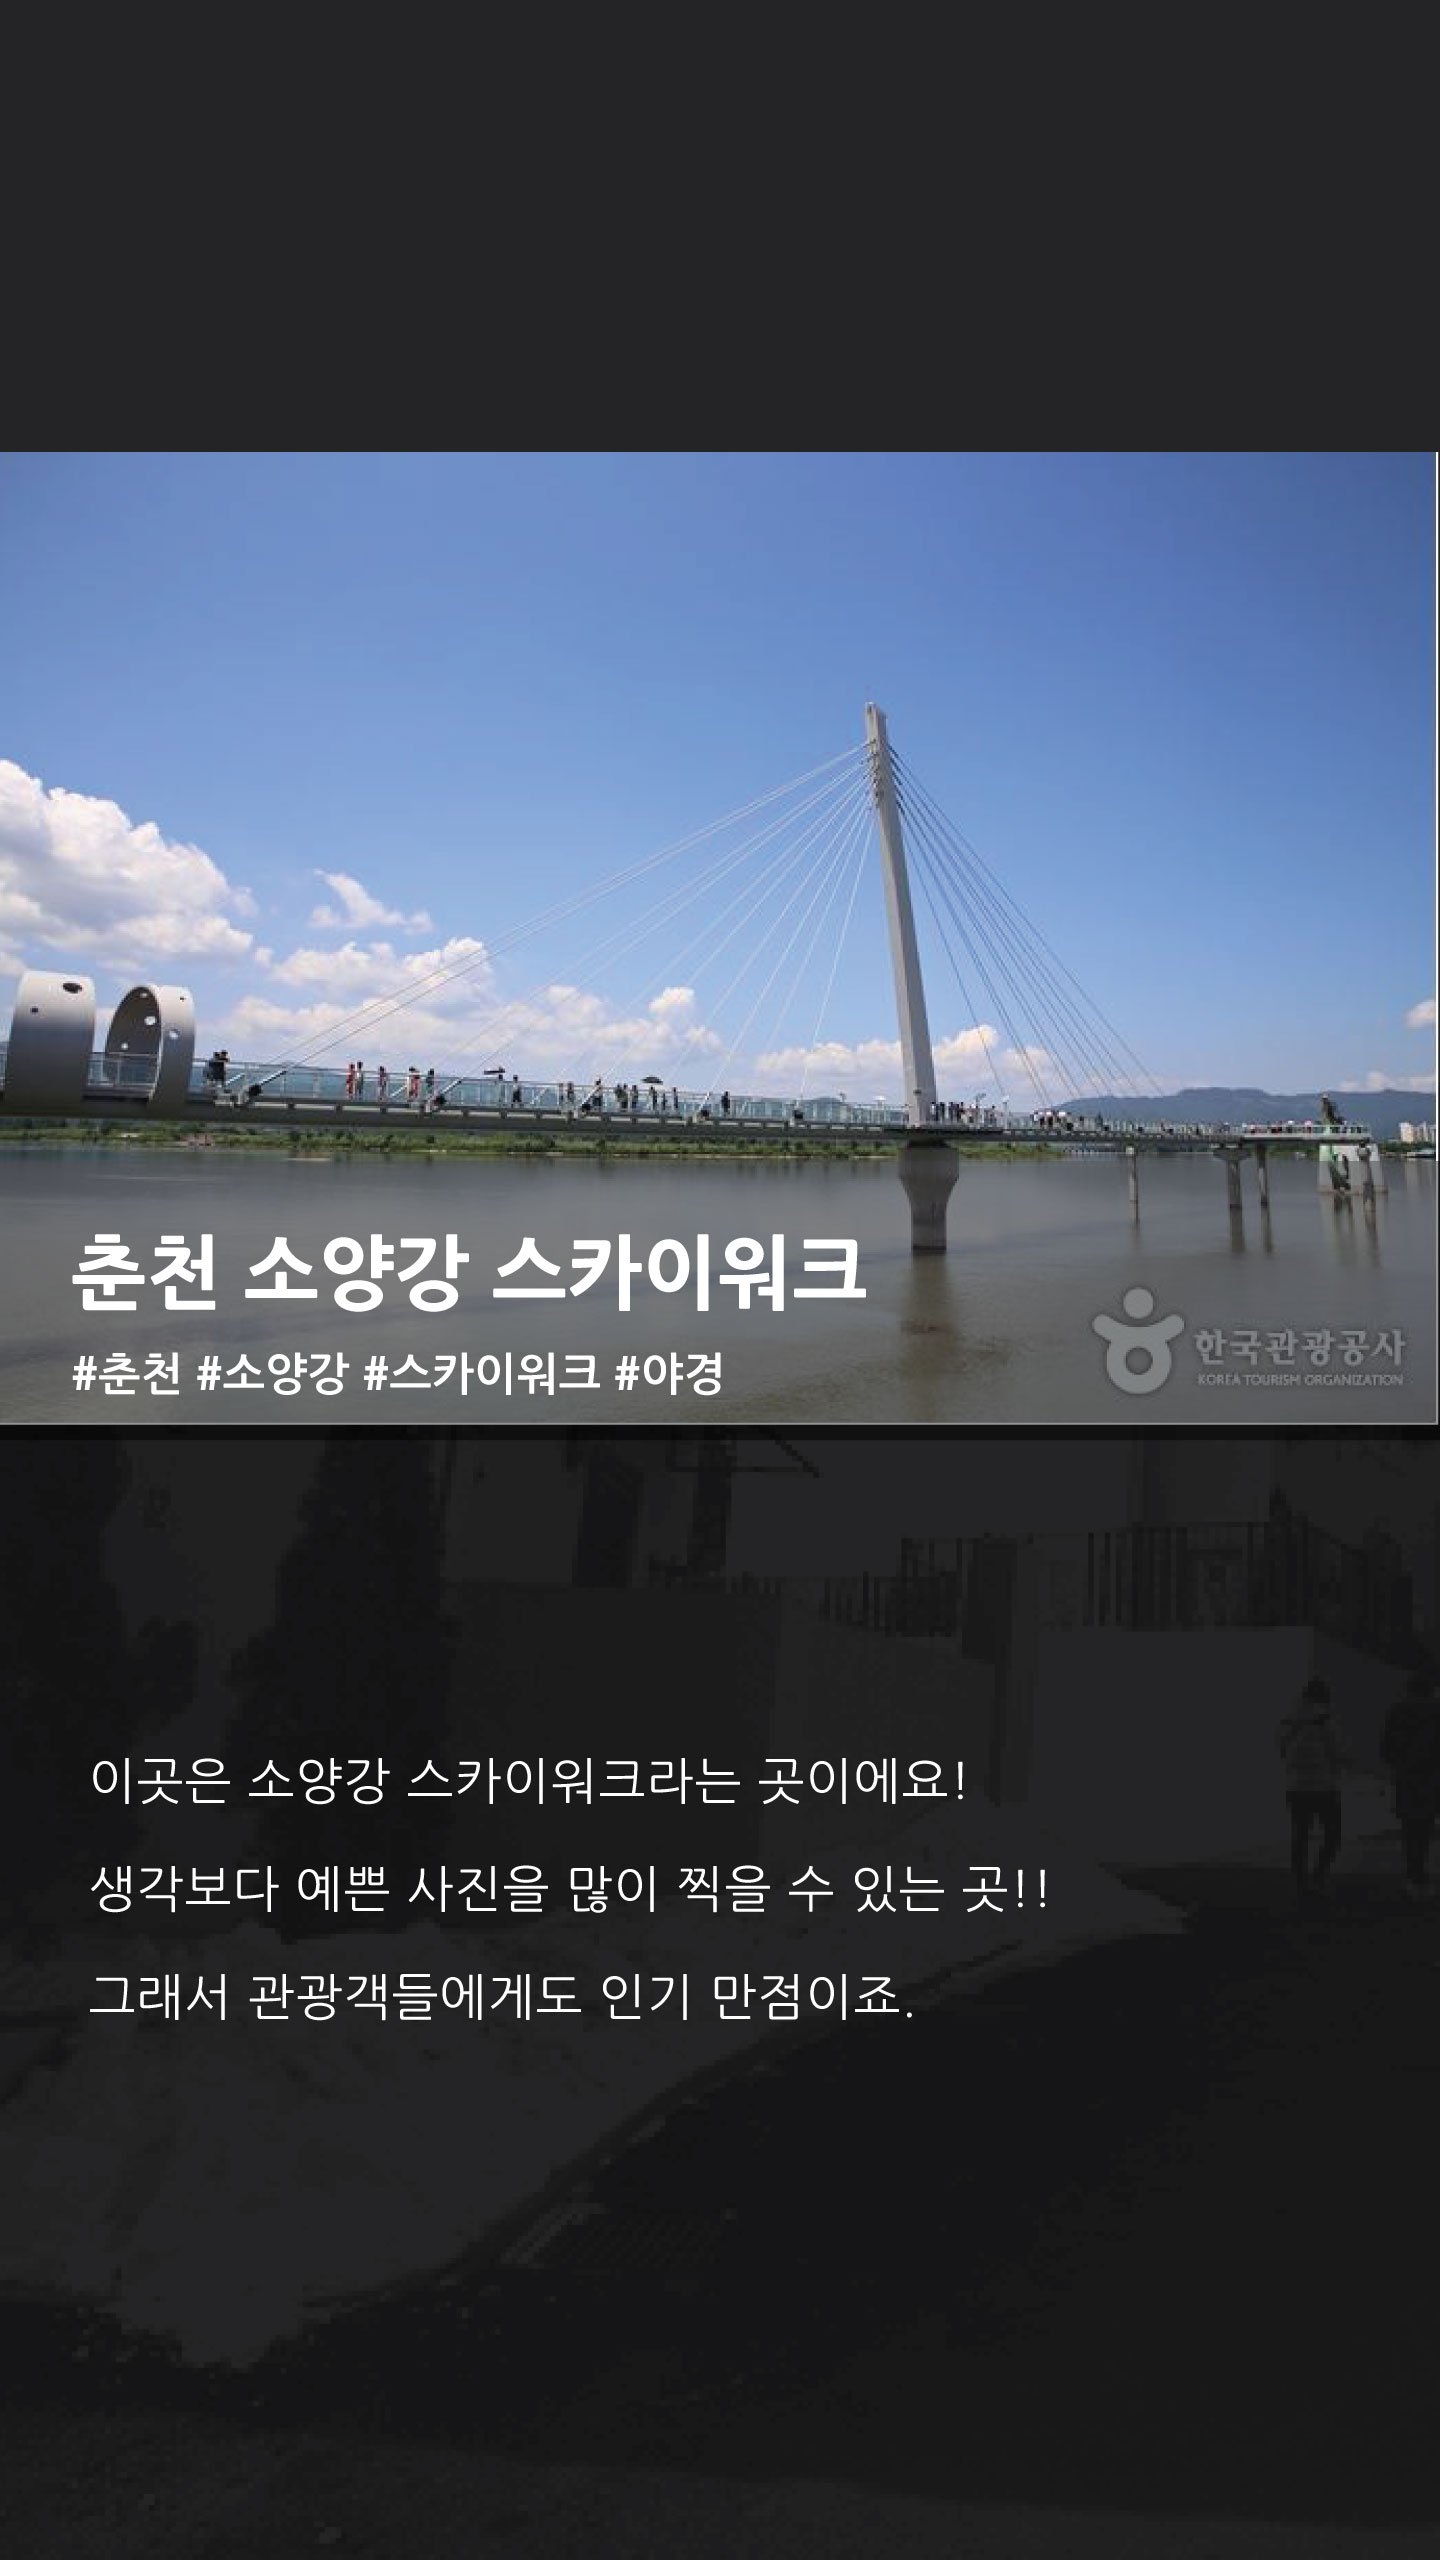 춘천 소양강 스카이워크
#춘천 #소양강 #스카이워크 #야경
한국관광공사
KOREA TOURISM ORGANIZATION
이곳은 소양강 스카이워크라는 곳이에요!
생각보다 예쁜 사진을 많이 찍을 수 있는 곳!!
그래서 관광객들에게도 인기 만점이죠.